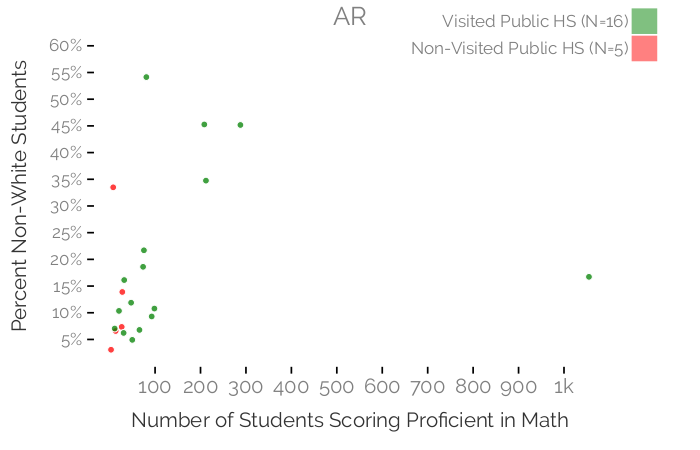 AR
Visited Public HS (N=16)
Non-Visited Public HS (N=5)
Percent Non-White Students
60%
55%
50%
45%
40%
35%
30%
25%
20%
15%
10%
5%
100 200 300 400 500 600 700 800 900 1k
Number of Students Scoring Proficient in Math